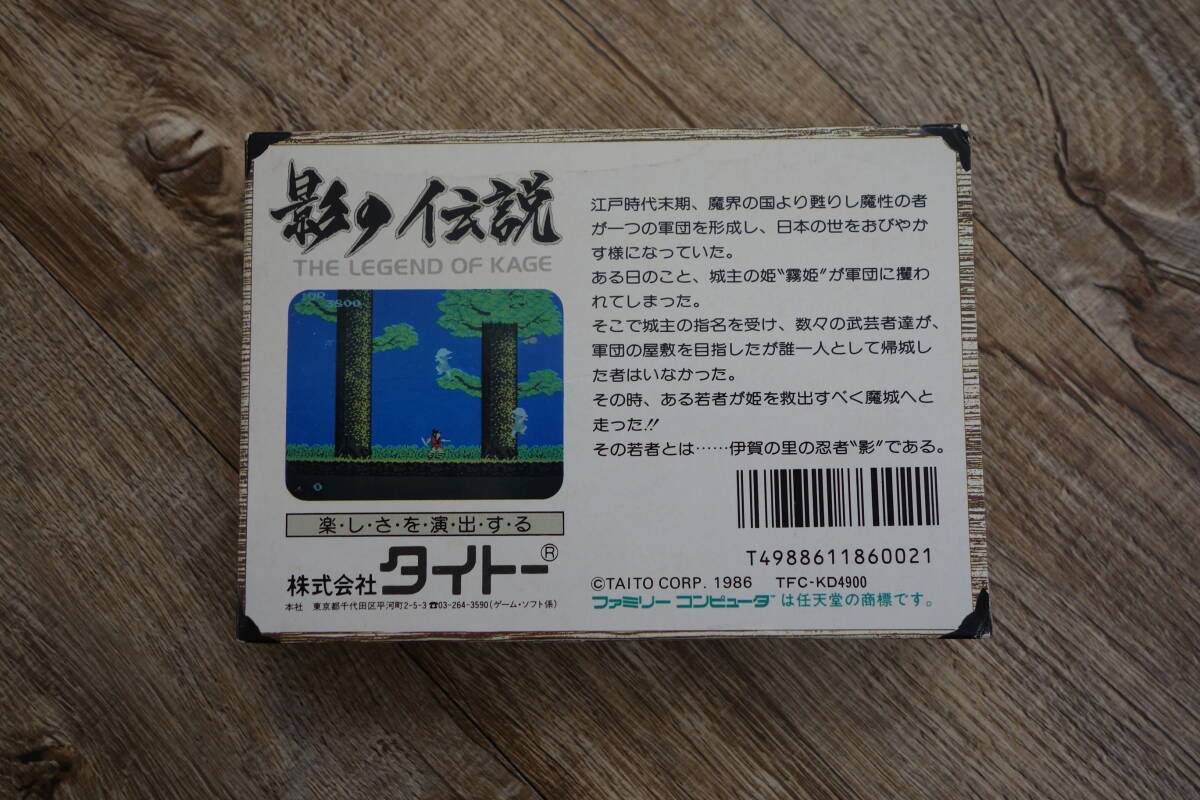 影の伝説
THE LEGEND OF KAGE
3800
楽・し・さ・を・演・出・す・る
株式会社 タイトー®
本社 東京都千代田区平河町2-5-3 ☎03-264-3590(ゲーム・ソフト係)
江戸時代末期、魔界の国より甦りし魔性の者
が一つの軍団を形成し、日本の世をおびやか
す様になっていた。
ある日のこと、城主の姫〝霧姫〟が軍団に攫わ
れてしまった。
そこで城主の指名を受け、数々の武芸者達が、
軍団の屋敷を目指したが誰一人として帰城し
た者はいなかった。
その時、ある若者が姫を救出すべく魔城へと
走った!!
その若者とは……伊賀の里の忍者〝影〟である。
T4988611860021
©TAITO CORP. 1986 TFC-KD4900
ファミリー コンピュータ™は任天堂の商標です。